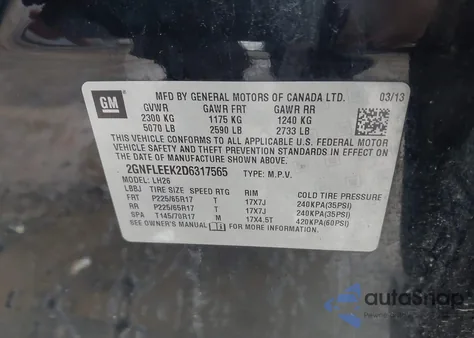 GM
MFD BY GENERAL MOTORS OF CANADA LTD. 03/13
GVWR GAWR FRT GAWR RR
2300 KG 1175 KG 1240 KG
5070 LB 2590 LB 2733 LB
THIS VEHICLE CONFORMS TO ALL APPLICABLE U.S. FEDERAL MOTOR
VEHICLE SAFETY, BUMPER, AND THEFT PREVENTION STANDARDS
IN EFFECT ON THE DATE OF MANUFACTURE SHOWN ABOVE.
2GNFLEEK2D6317565 TYPE: M.P.V.
MODEL: LH26
LBBJ TIRE SIZE SPEED RTG RIM COLD TIRE PRESSURE
FRT P225/65R17 T 17X7J 240KPA(35PSI)
RR P225/65R17 T 17X7J 240KPA(35PSI)
SPA T145/70R17 M 17X4.5T 420KPA(60PSI)
SEE OWNER'S MANUAL FOR MORE INFORMATION.
autoSnap
www.2autosnap.com